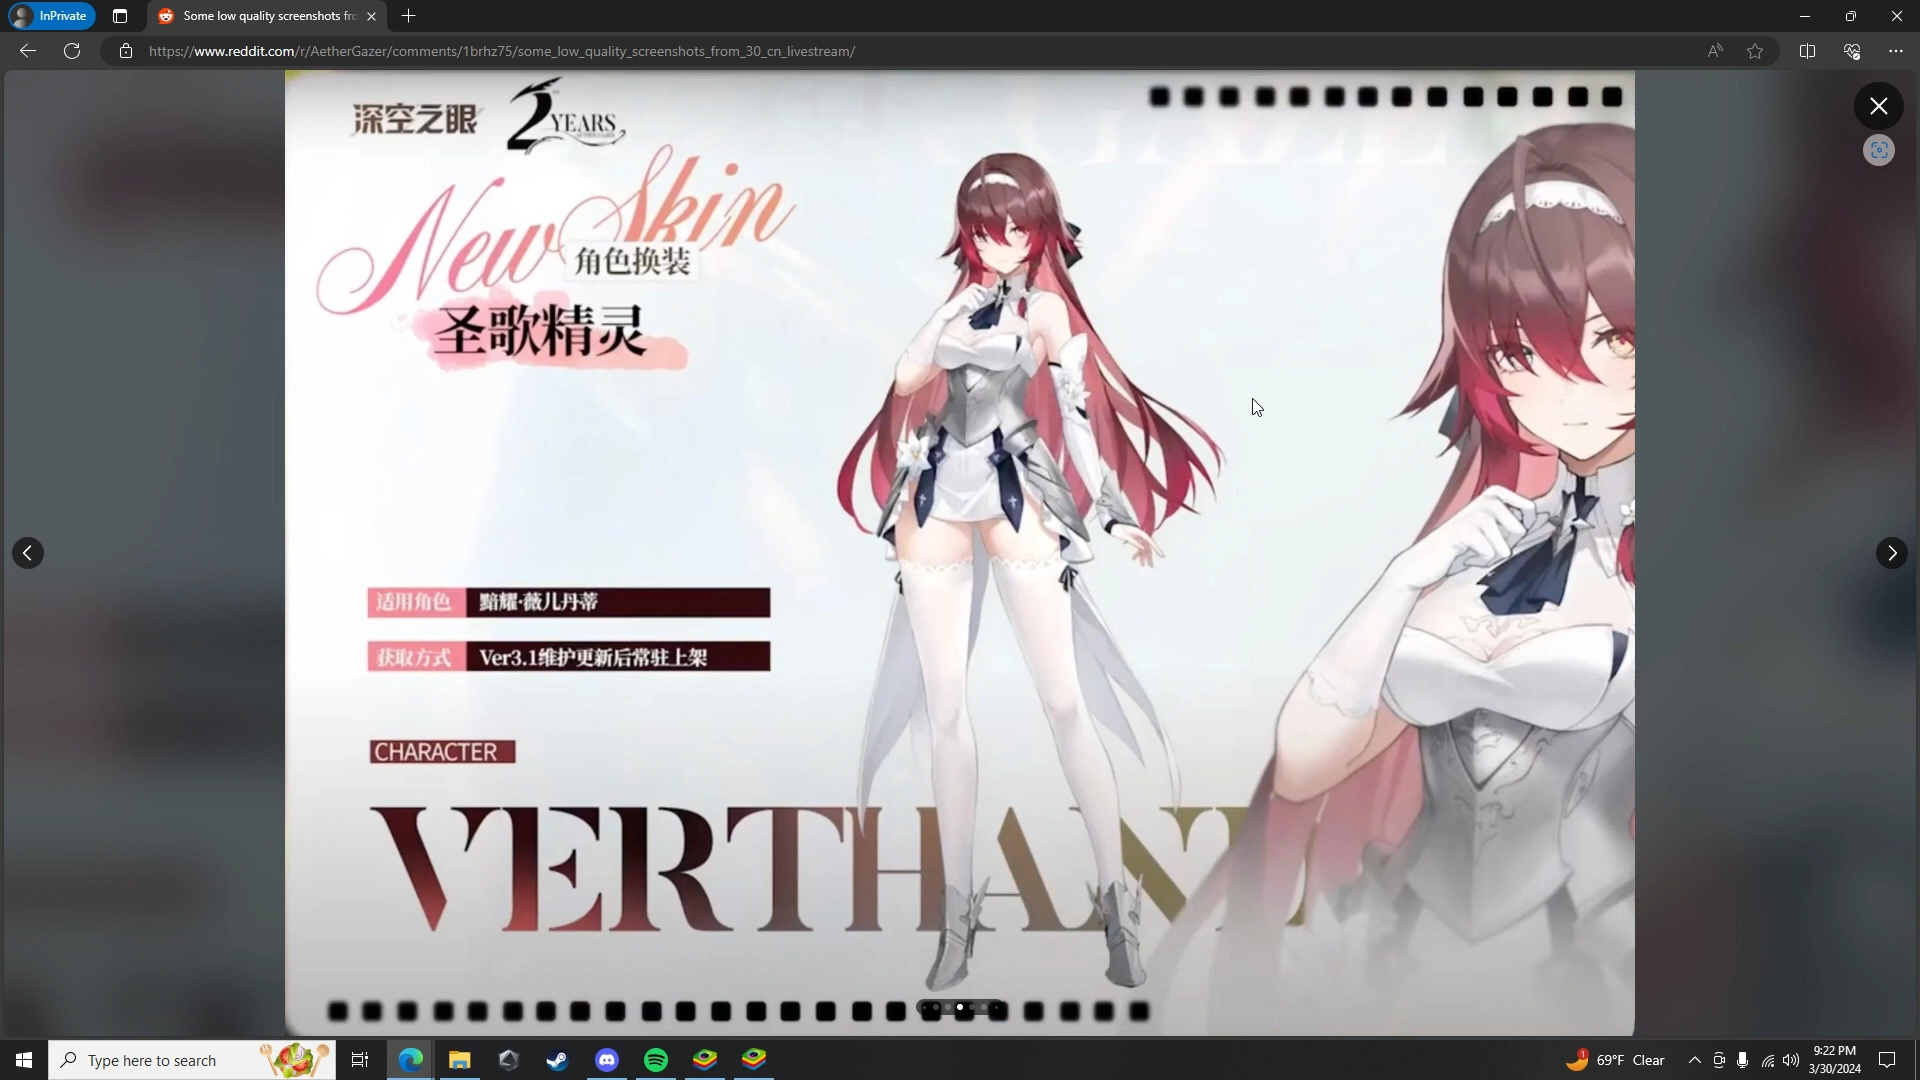 InPrivate
Some low quality screenshots fro
https://www.reddit.com/r/AetherGazer/comments/1brhz75/some_low_quality_screenshots_from_30_cn_livestream/
深空之眼
2 YEARS
New Skin
角色换装
圣歌精灵
适用角色 黯耀·薇儿丹蒂
获取方式 Ver3.1维护更新后常驻上架
CHARACTER
VERTHANDI
Type here to search
1
69°F Clear
9:22 PM
3/30/2024